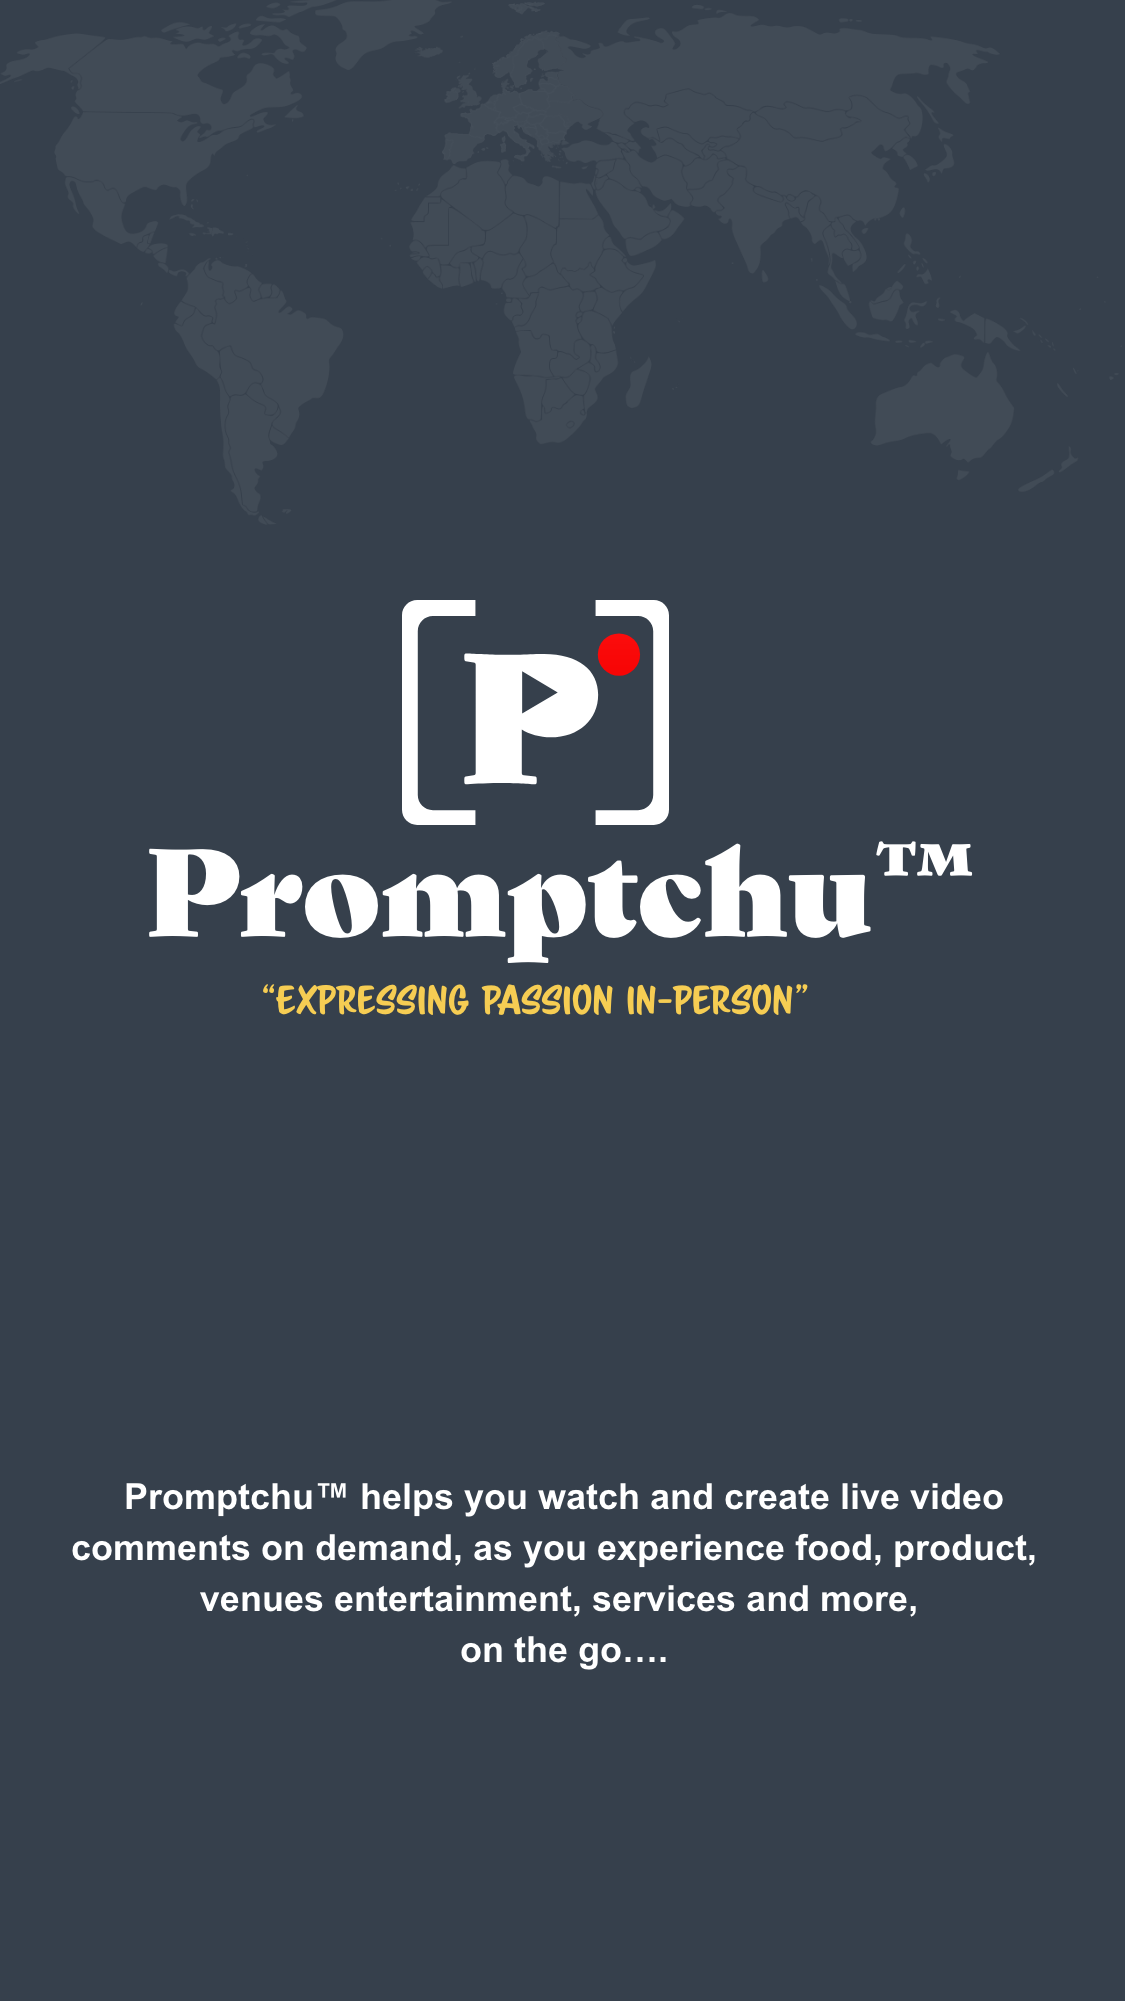 P
Promptchu™
“EXPRESSING PASSION IN-PERSON”
Promptchu™ helps you watch and create live video
comments on demand, as you experience food, product,
venues entertainment, services and more,
on the go….